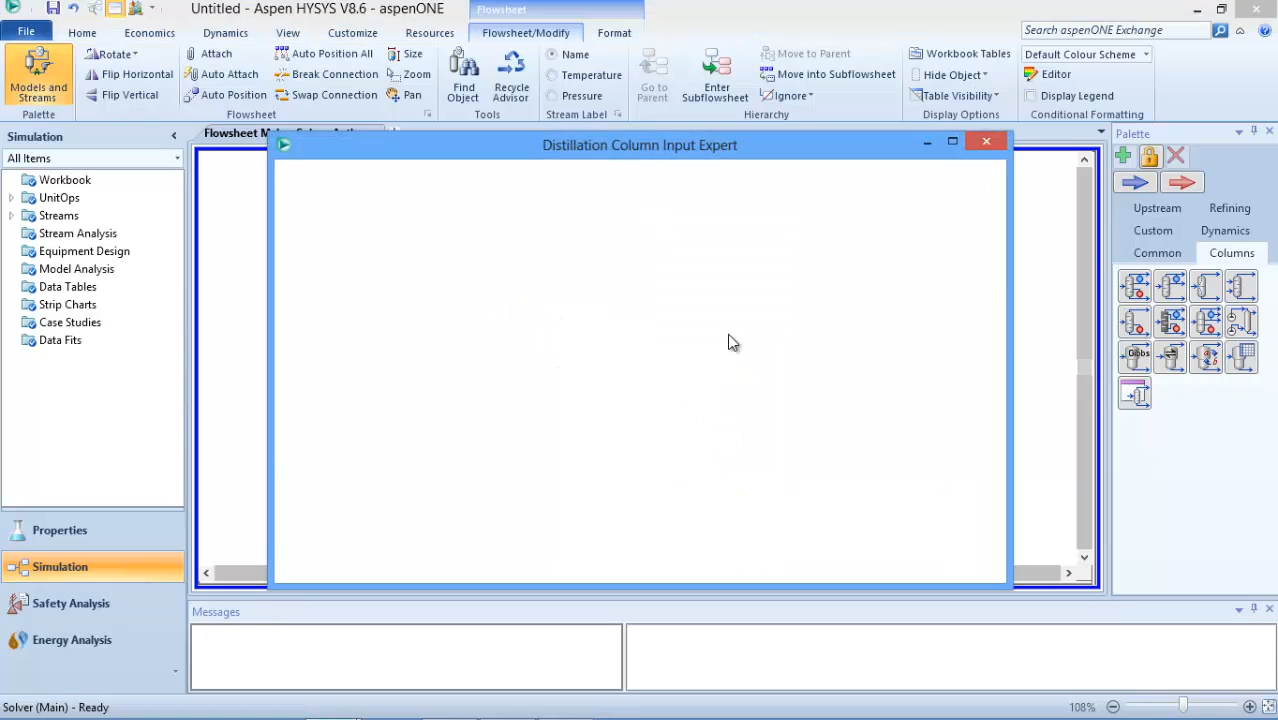 Untitled - Aspen HYSYS V8.6 - aspenONE
Flowsheet
File
Home
Economics
Dynamics
View
Customize
Resources
Flowsheet/Modify
Format
Search aspenONE Exchange
Models and Streams
Palette
Rotate
Flip Horizontal
Flip Vertical
Attach
Auto Attach
Auto Position
Auto Position All
Break Connection
Swap Connection
Size
Zoom
Pan
Flowsheet
Find Object
Recycle Advisor
Tools
Name
Temperature
Pressure
Stream Label
Go to Parent
Enter Subflowsheet
Move to Parent
Move into Subflowsheet
Ignore
Hierarchy
Workbook Tables
Hide Object
Table Visibility
Display Options
Default Colour Scheme
Editor
Display Legend
Conditional Formatting
Simulation
All Items
Workbook
UnitOps
Streams
Stream Analysis
Equipment Design
Model Analysis
Data Tables
Strip Charts
Case Studies
Data Fits
Properties
Simulation
Safety Analysis
Energy Analysis
Distillation Column Input Expert
Palette
Upstream
Refining
Custom
Dynamics
Common
Columns
Gibbs
Messages
Solver (Main) - Ready
108%